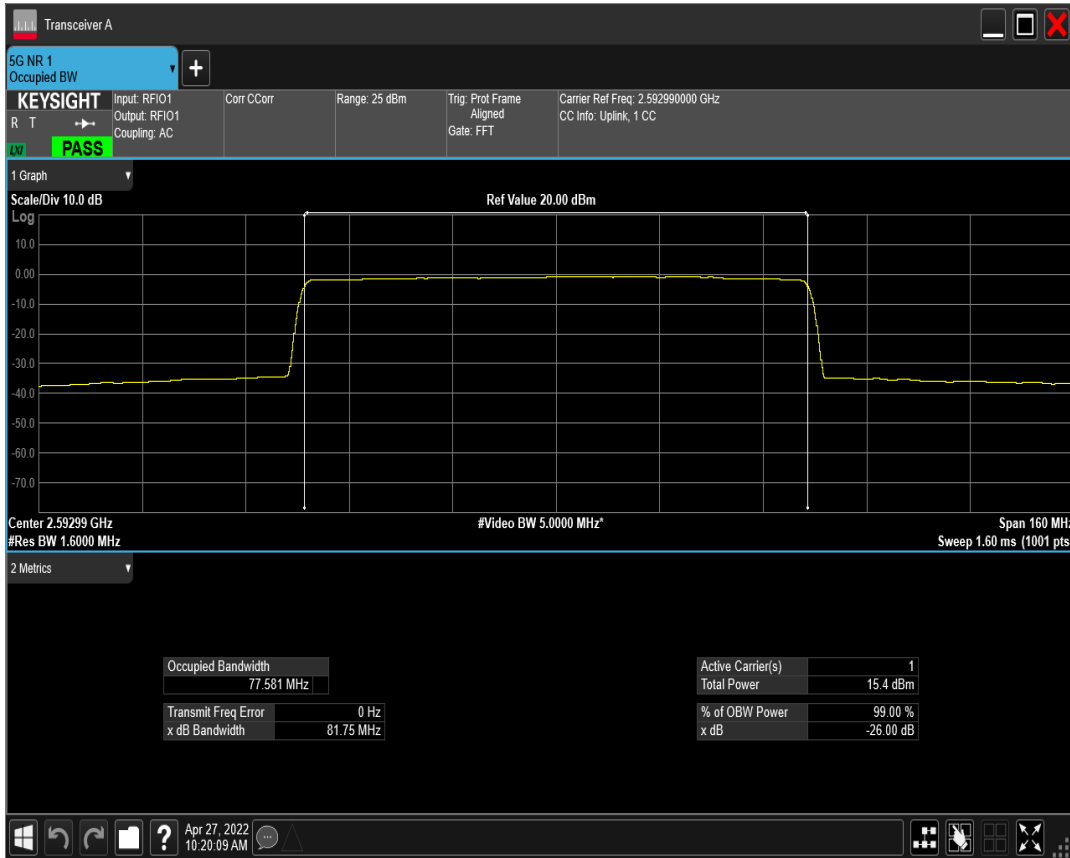 Transceiver A
5G NR 1
Occupied BW
KEYSIGHT
R T
LXI
PASS
Input: RFIO1
Output: RFIO1
Coupling: AC
Corr CCorr
Range: 25 dBm
Trig: Prot Frame
Aligned
Gate: FFT
Carrier Ref Freq: 2.592990000 GHz
CC Info: Uplink, 1 CC
1 Graph
Scale/Div 10.0 dB
Ref Value 20.00 dBm
Log
10.0
0.00
-10.0
-20.0
-30.0
-40.0
-50.0
-60.0
-70.0
Center 2.59299 GHz
#Video BW 5.0000 MHz*
Span 160 MHz
#Res BW 1.6000 MHz
Sweep 1.60 ms (1001 pts
2 Metrics
Occupied Bandwidth
77.581 MHz
Transmit Freq Error 0 Hz
x dB Bandwidth 81.75 MHz
Active Carrier(s) 1
Total Power 15.4 dBm
% of OBW Power 99.00 %
x dB -26.00 dB
?
Apr 27, 2022
10:20:09 AM